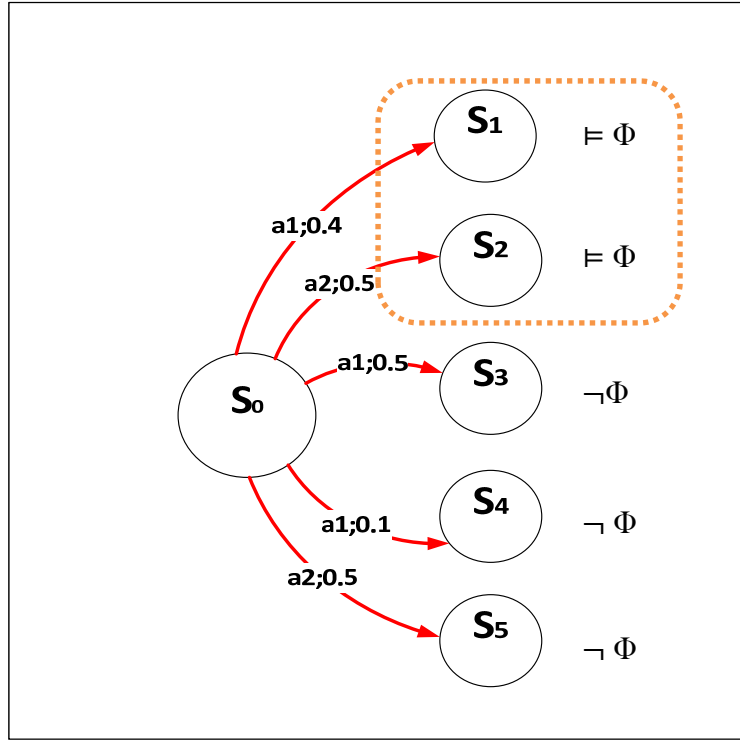 S₁ ⊨ Φ
a1;0.4
S₂ ⊨ Φ
a2;0.5
a1;0.5
S₃ ¬Φ
S₀
S₄ ¬ Φ
a1;0.1
a2;0.5
S₅ ¬ Φ